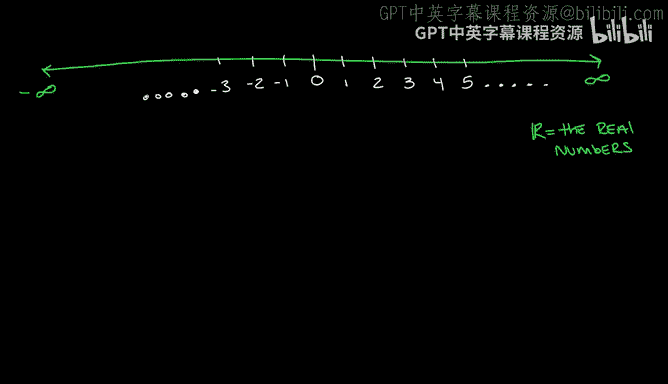 GPT中英字幕课程资源@bilibili.com
GPT中英字幕课程资源 bilibili
-∞ ..... -3 -2 -1 0 1 2 3 4 5 ..... ∞
ℝ = the REAL
NUMbERS